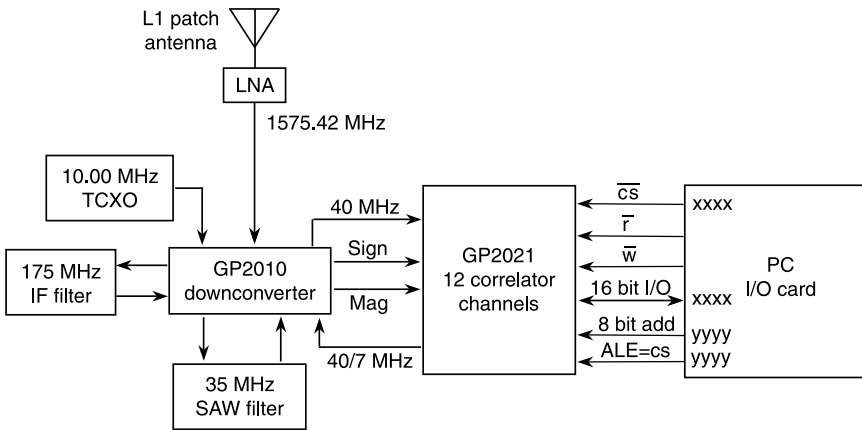 L1 patch
antenna
LNA
1575.42 MHz
10.00 MHz
TCXO
175 MHz
IF filter
GP2010
downconverter
35 MHz
SAW filter
40 MHz
Sign
Mag
40/7 MHz
GP2021
12 correlator
channels
c̅s̅
r̅
w̅
16 bit I/O
8 bit add
ALE=cs
xxxx
xxxx
yyyy
yyyy
PC
I/O card